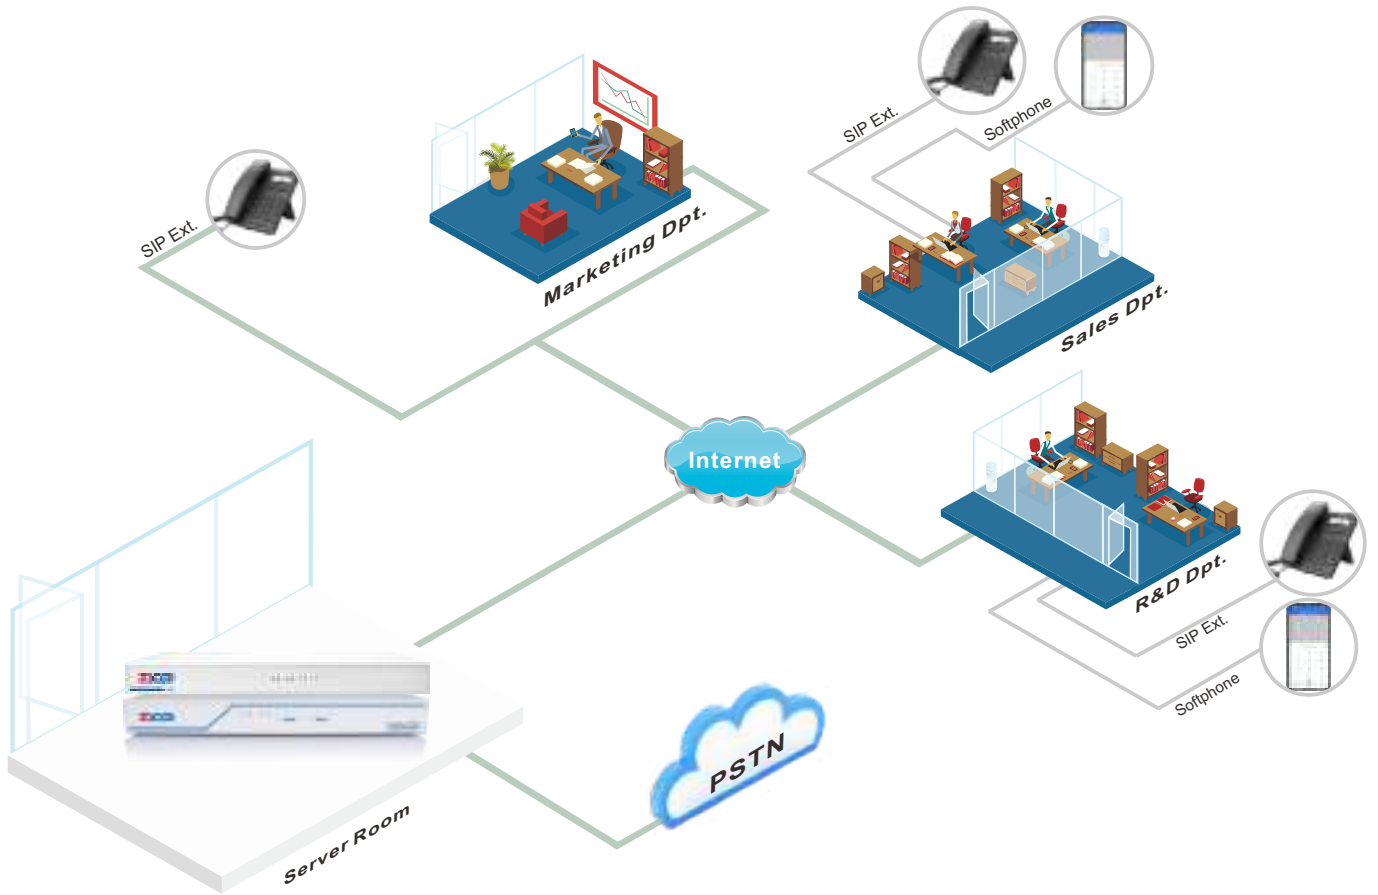 SIP Ext.
Softphone
SIP Ext.
Marketing Dpt.
Sales Dpt.
Internet
R&D Dpt.
SIP Ext.
Softphone
PSTN
Server Room